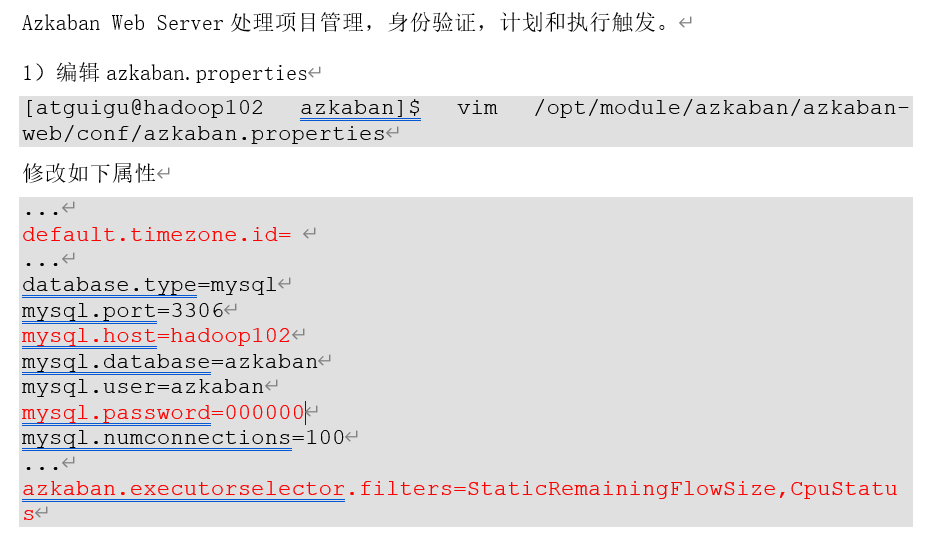 Azkaban Web Server 处理项目管理，身份验证，计划和执行触发。
1）编辑 azkaban.properties
[atguigu@hadoop102 azkaban]$ vim /opt/module/azkaban/azkaban-
web/conf/azkaban.properties
修改如下属性
...
default.timezone.id=
...
database.type=mysql
mysql.port=3306
mysql.host=hadoop102
mysql.database=azkaban
mysql.user=azkaban
mysql.password=000000
mysql.numconnections=100
...
azkaban.executorselector.filters=StaticRemainingFlowSize,CpuStatu
s